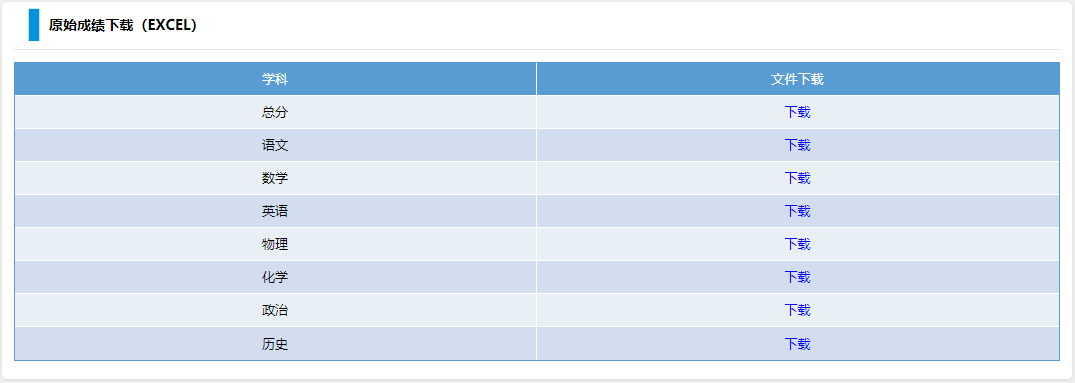 原始成绩下载（EXCEL）
学科 文件下载
总分 下载
语文 下载
数学 下载
英语 下载
物理 下载
化学 下载
政治 下载
历史 下载